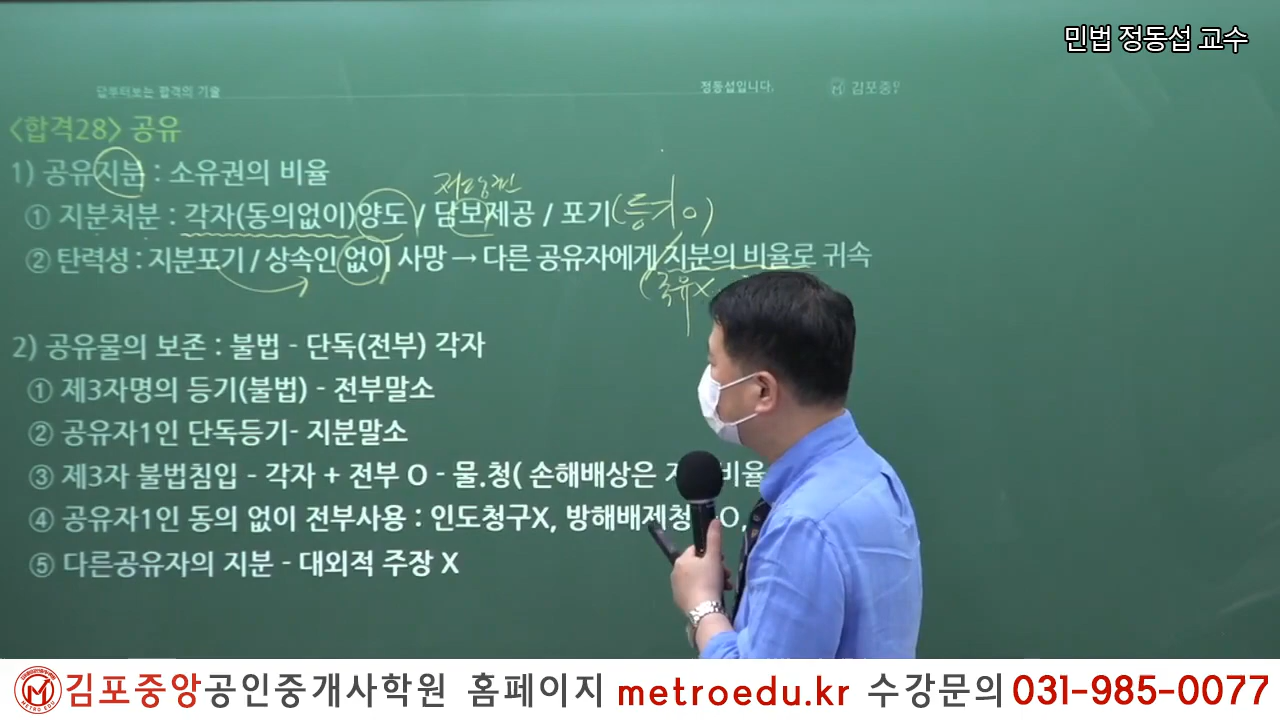 민법 정동섭 교수
답부터보는 합격의 기술 정동섭입니다. 김포중앙
<합격28> 공유
1) 공유지분 : 소유권의 비율
저당권
① 지분처분 : 각자(동의없이)양도 / 담보제공 / 포기(등기O)
② 탄력성 : 지분포기 / 상속인 없이 사망 → 다른 공유자에게 지분의 비율로 귀속
(국유X
2) 공유물의 보존 : 불법 - 단독(전부) 각자
① 제3자명의 등기(불법) - 전부말소
② 공유자1인 단독등기- 지분말소
③ 제3자 불법침입 - 각자 + 전부 O - 물.청( 손해배상은 비율
④ 공유자1인 동의 없이 전부사용 : 인도청구X, 방해배제청 O,
⑤ 다른공유자의 지분 - 대외적 주장 X
METRO EDU 김포중앙공인중개사학원 홈페이지 metroedu.kr 수강문의 031-985-0077